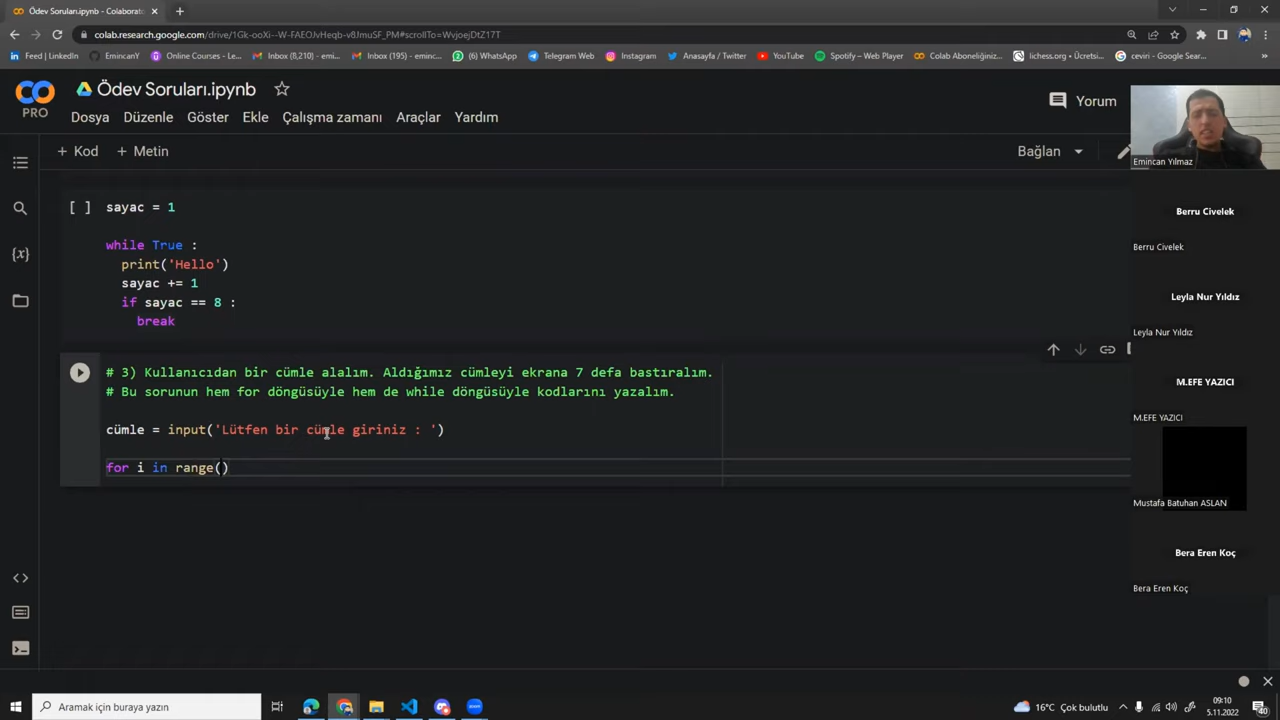 Ödev Soruları.ipynb - Colaborato
colab.research.google.com/drive/1Gk-ooXi--W-FAEOJvHeqb-v8JmuSF_PM#scrollTo=WvjoejDtZ17T
Feed | LinkedIn
EmincanY
Online Courses - Le...
Inbox (8,210) - emi...
Inbox (195) - eminc...
(2) WhatsApp
Telegram Web
Instagram
Anasayfa / Twitter
YouTube
Spotify – Web Player
Colab Aboneliğiniz...
lichess.org • Ücretsi...
çeviri - Google Sear...
PRO
Ödev Soruları.ipynb
Yorum
Dosya Düzenle Göster Ekle Çalışma zamanı Araçlar Yardım
+ Kod + Metin
Bağlan
[ ] sayac = 1
while True :
print('Hello')
sayac += 1
if sayac == 8 :
break
# 3) Kullanıcıdan bir cümle alalım. Aldığımız cümleyi ekrana 7 defa bastıralım.
# Bu sorunun hem for döngüsüyle hem de while döngüsüyle kodlarını yazalım.
cümle = input('Lütfen bir cümle giriniz : ')
for i in range()
{x}
Emincan Yılmaz
Berru Civelek
Berru Civelek
Leyla Nur Yıldız
Leyla Nur Yıldız
M.EFE YAZICI
M.EFE YAZICI
Mustafa Batuhan ASLAN
Bera Eren Koç
Bera Eren Koç
Aramak için buraya yazın
16°C Çok bulutlu
09:10
5.11.2022
40